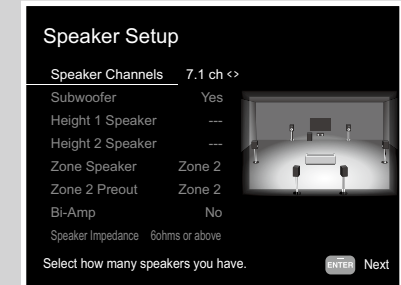 Speaker Setup
Speaker Channels 7.1 ch <>
Subwoofer Yes
Height 1 Speaker ---
Height 2 Speaker ---
Zone Speaker Zone 2
Zone 2 Preout Zone 2
Bi-Amp No
Speaker Impedance 6ohms or above
Select how many speakers you have. ENTER Next